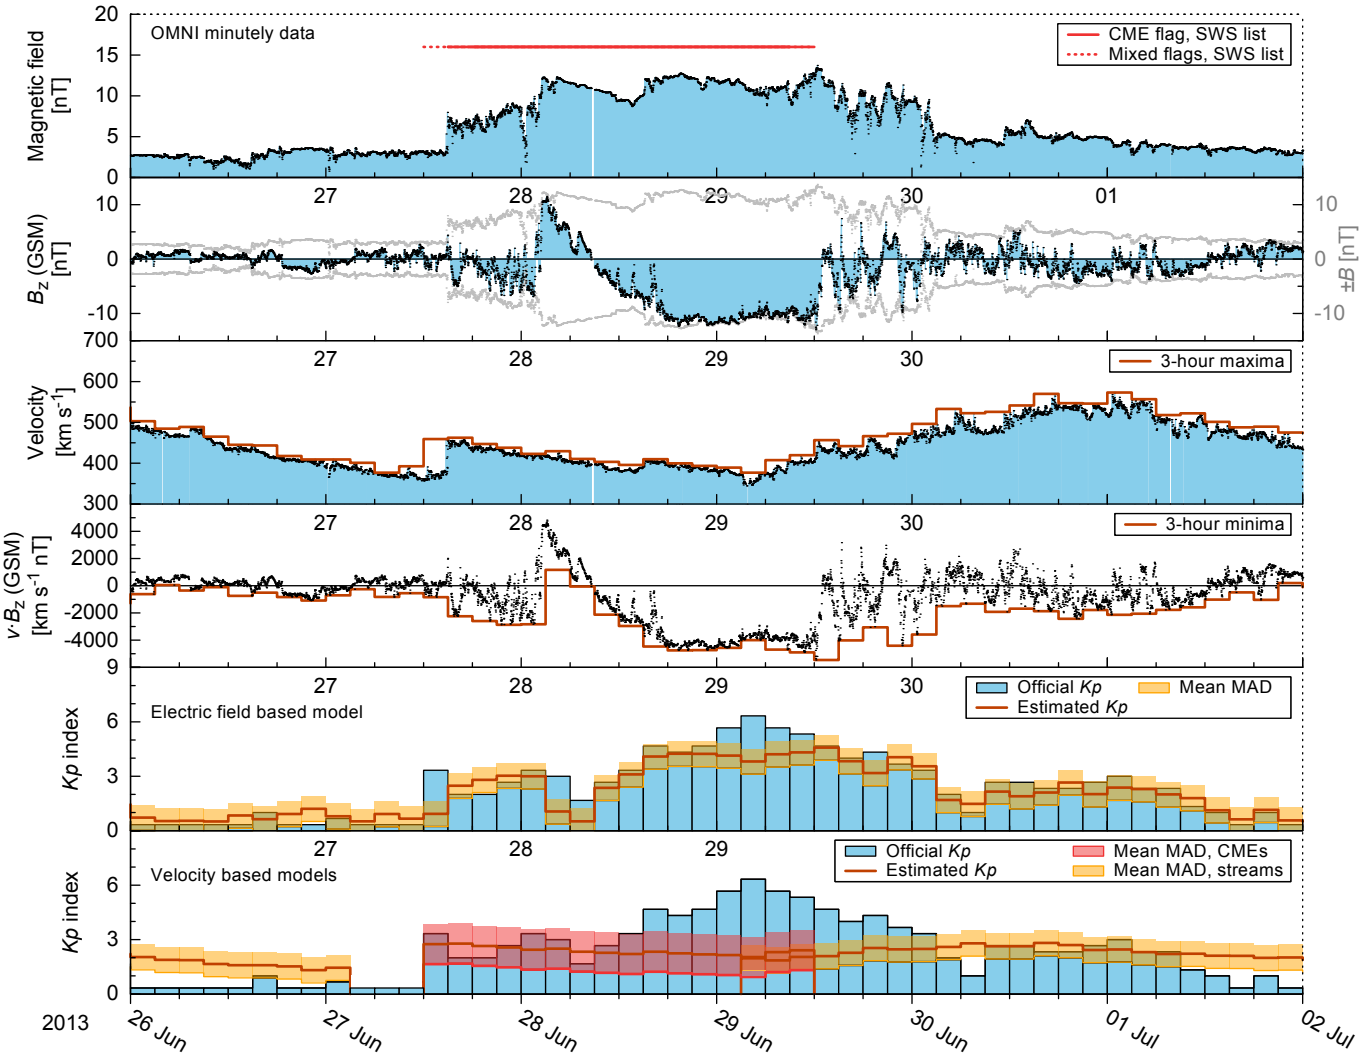 20
15
10
5
0
Magnetic field
[nT]
OMNI minutely data
CME flag, SWS list
Mixed flags, SWS list
27 28 29 30 01
10
0
-10
Bz (GSM)
[nT]
10
0
-10
±B [nT]
27 28 29 30 01
700
600
500
400
300
Velocity
[km s⁻¹]
3-hour maxima
27 28 29 30 01
4000
2000
0
-2000
-4000
v·Bz (GSM)
[km s⁻¹ nT]
3-hour minima
27 28 29 30
9
6
3
0
Kp index
Electric field based model
Official Kp
Mean MAD
Estimated Kp
27 28 29
6
3
0
Kp index
Velocity based models
Official Kp
Mean MAD, CMEs
Estimated Kp
Mean MAD, streams
2013
26 Jun
27 Jun
28 Jun
29 Jun
30 Jun
01 Jul
02 Jul